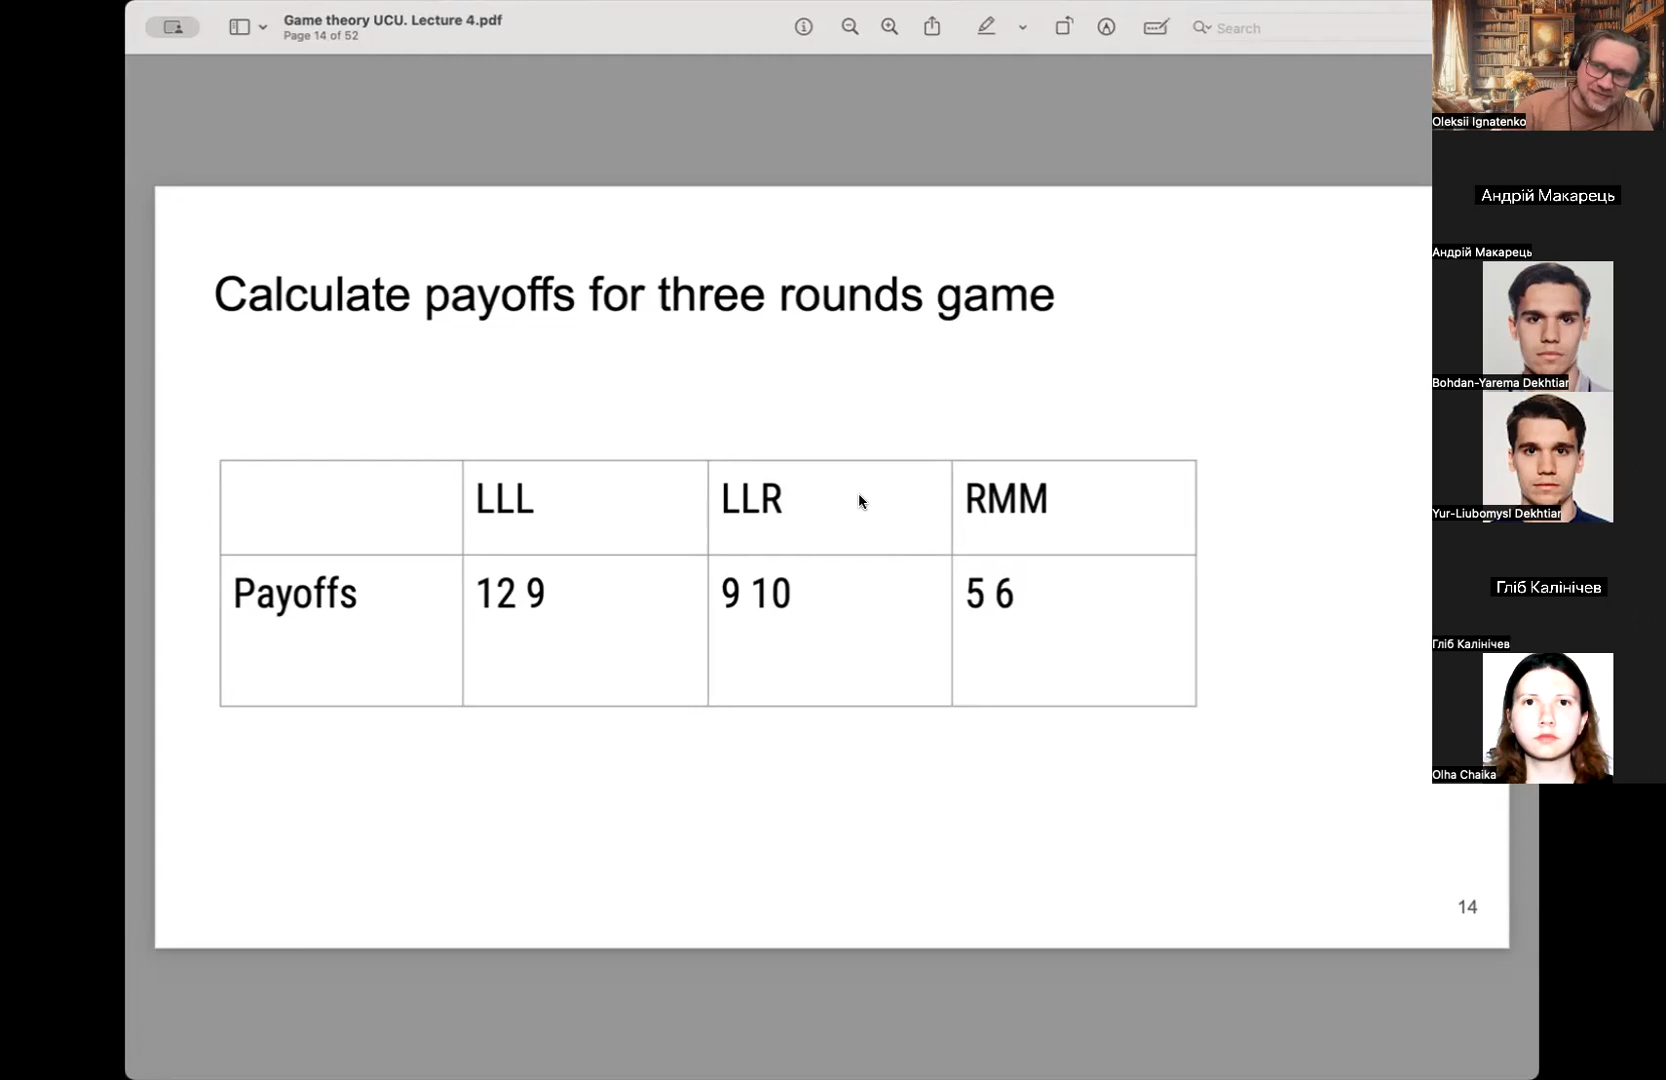 Game theory UCU. Lecture 4.pdf
Page 14 of 52
Search
Calculate payoffs for three rounds game
LLL LLR RMM
Payoffs 12 9 9 10 5 6
14
Oleksii Ignatenko
Андрій Макарець
Андрій Макарець
Bohdan-Yarema Dekhtiar
Yur-Liubomysl Dekhtiar
Гліб Калінічев
Гліб Калінічев
Olha Chaika